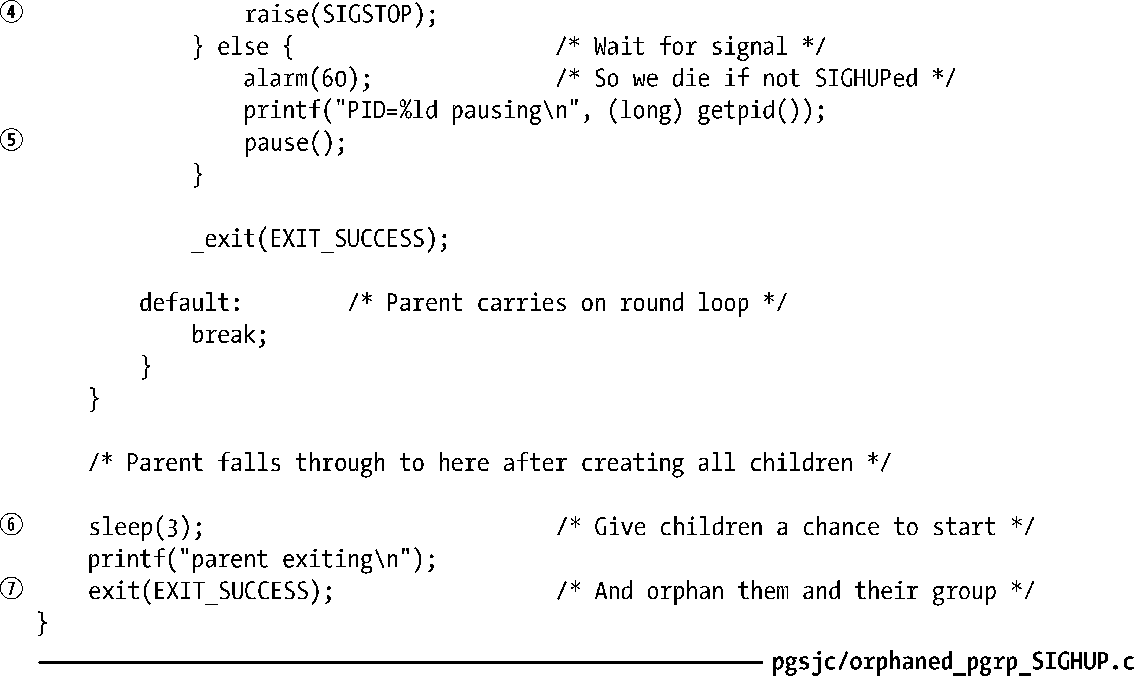 ④ raise(SIGSTOP);
} else { /* Wait for signal */
alarm(60); /* So we die if not SIGHUPed */
printf("PID=%ld pausing\n", (long) getpid());
⑤ pause();
}
_exit(EXIT_SUCCESS);
default: /* Parent carries on round loop */
break;
}
}
/* Parent falls through to here after creating all children */
⑥ sleep(3); /* Give children a chance to start */
printf("parent exiting\n");
⑦ exit(EXIT_SUCCESS); /* And orphan them and their group */
}
pgsjc/orphaned_pgrp_SIGHUP.c